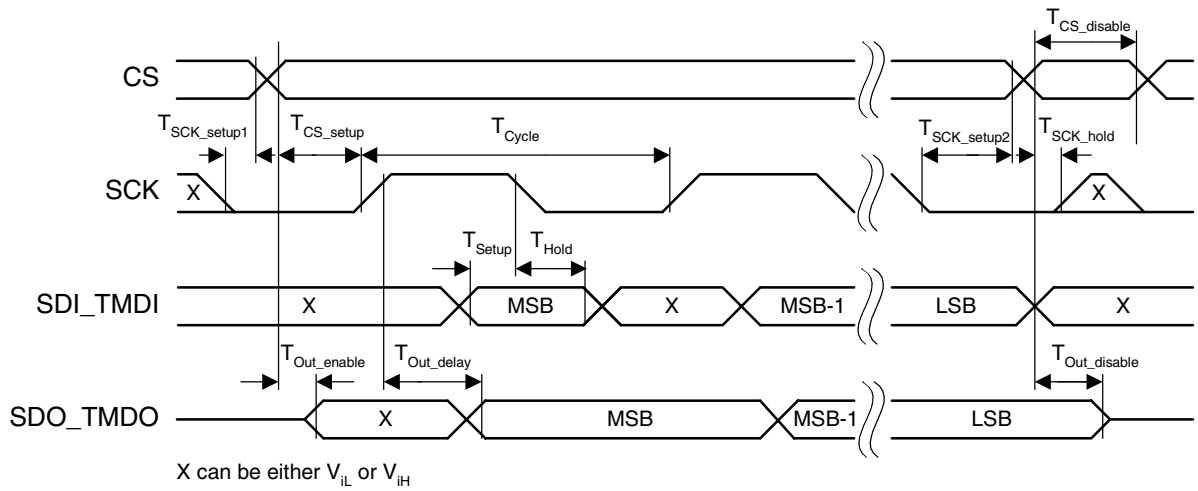 T_CS_disable
CS
T_SCK_setup1 T_CS_setup T_Cycle T_SCK_setup2 T_SCK_hold
SCK X X
T_Setup T_Hold
SDI_TMDI X MSB X MSB-1 LSB X
T_Out_enable T_Out_delay T_Out_disable
SDO_TMDO X MSB MSB-1 LSB
X can be either V_iL or V_iH